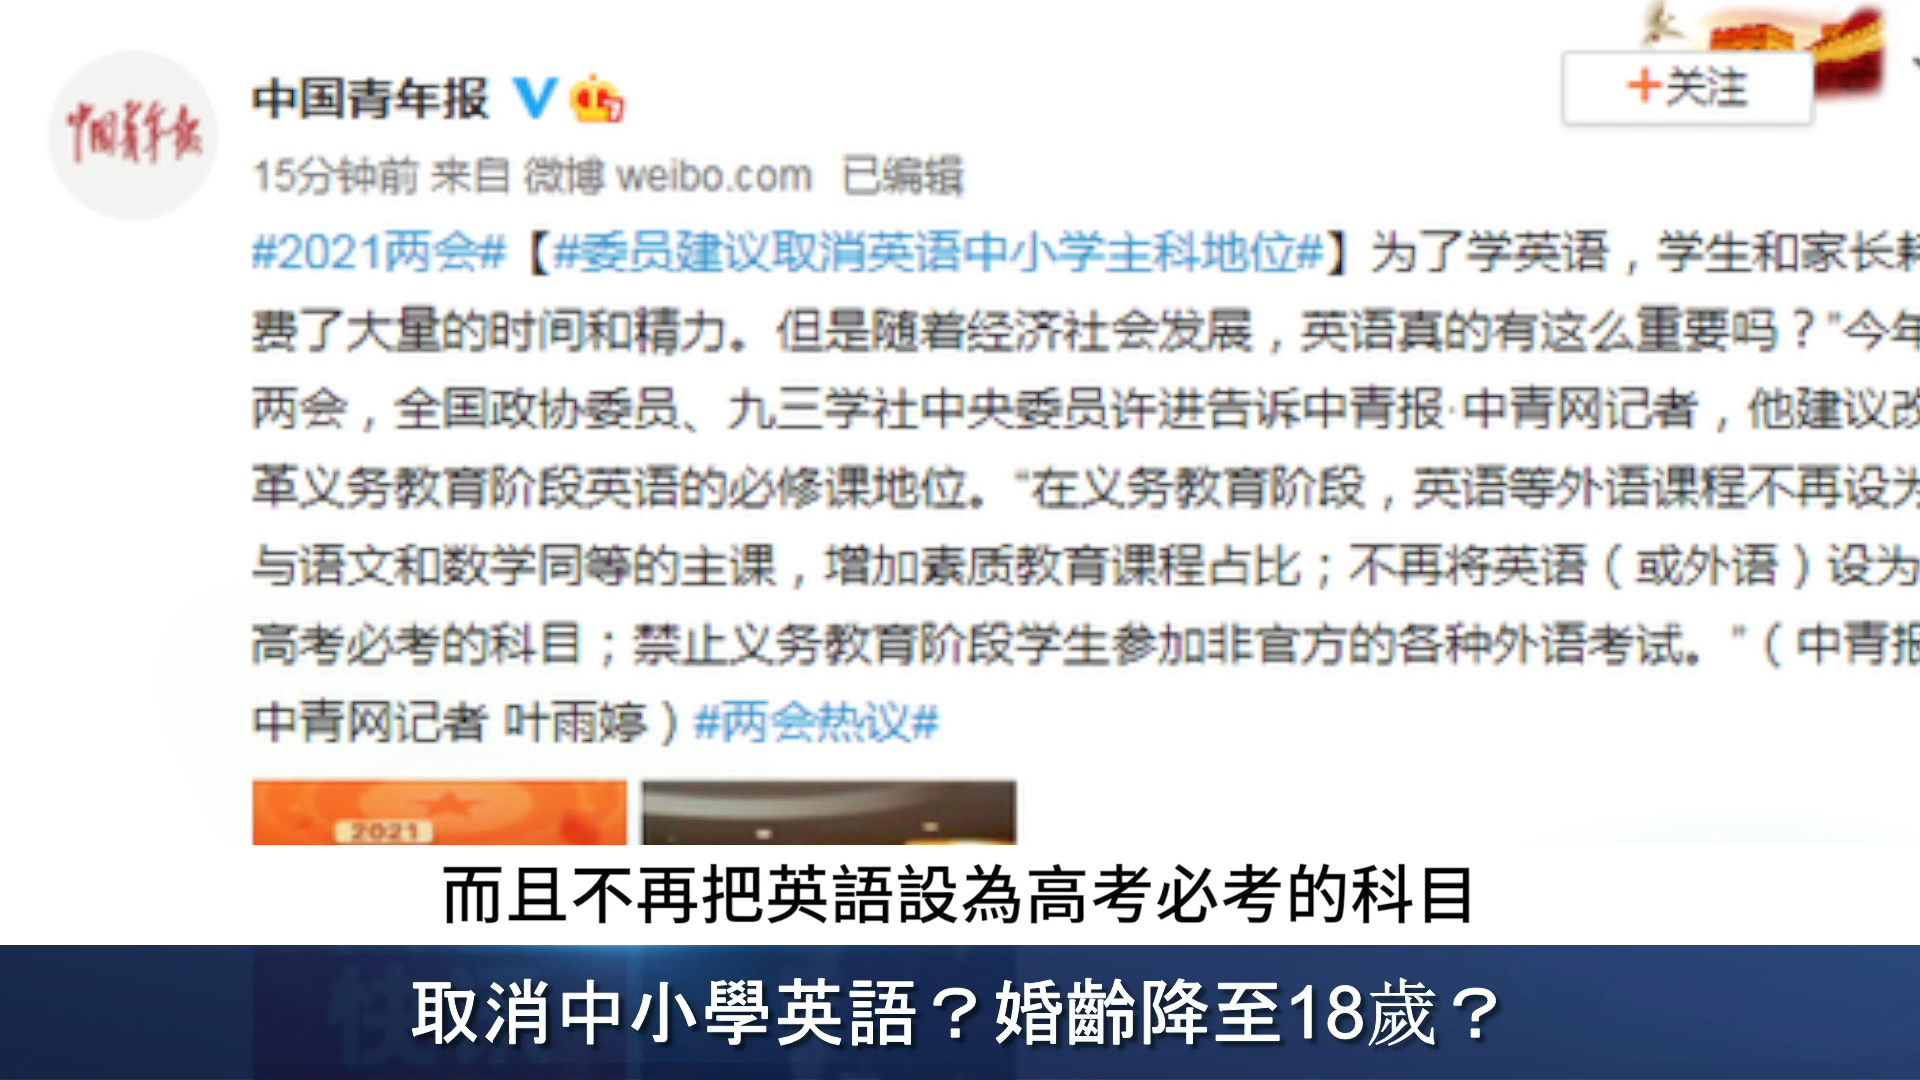 中国青年报
中国青年报
+关注
15分钟前 来自 微博 weibo.com 已编辑
#2021两会#【#委员建议取消英语中小学主科地位#】为了学英语，学生和家长耗
费了大量的时间和精力。但是随着经济社会发展，英语真的有这么重要吗？"今年
两会，全国政协委员、九三学社中央委员许进告诉中青报·中青网记者，他建议改
革义务教育阶段英语的必修课地位。"在义务教育阶段，英语等外语课程不再设为
与语文和数学同等的主课，增加素质教育课程占比；不再将英语（或外语）设为
高考必考的科目；禁止义务教育阶段学生参加非官方的各种外语考试。"（中青报
中青网记者 叶雨婷）#两会热议#
2021
而且不再把英語設為高考必考的科目
取消中小學英語？婚齡降至18歲？